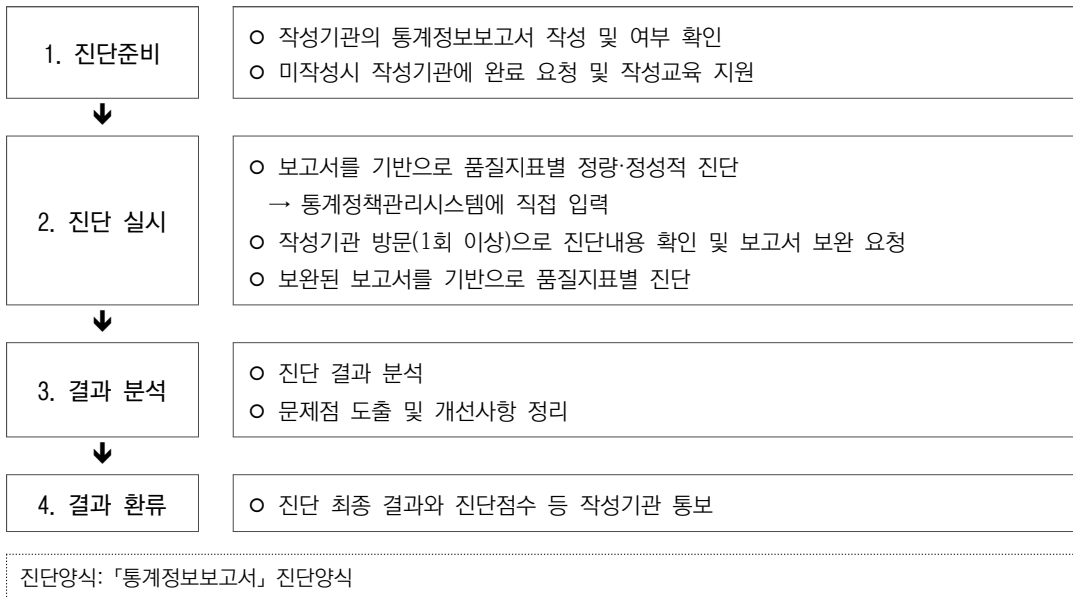 1. 진단준비
○ 작성기관의 통계정보보고서 작성 및 여부 확인
○ 미작성시 작성기관에 완료 요청 및 작성교육 지원
2. 진단 실시
○ 보고서를 기반으로 품질지표별 정량·정성적 진단
→ 통계정책관리시스템에 직접 입력
○ 작성기관 방문(1회 이상)으로 진단내용 확인 및 보고서 보완 요청
○ 보완된 보고서를 기반으로 품질지표별 진단
3. 결과 분석
○ 진단 결과 분석
○ 문제점 도출 및 개선사항 정리
4. 결과 환류
○ 진단 최종 결과와 진단점수 등 작성기관 통보
진단양식: 「통계정보보고서」 진단양식